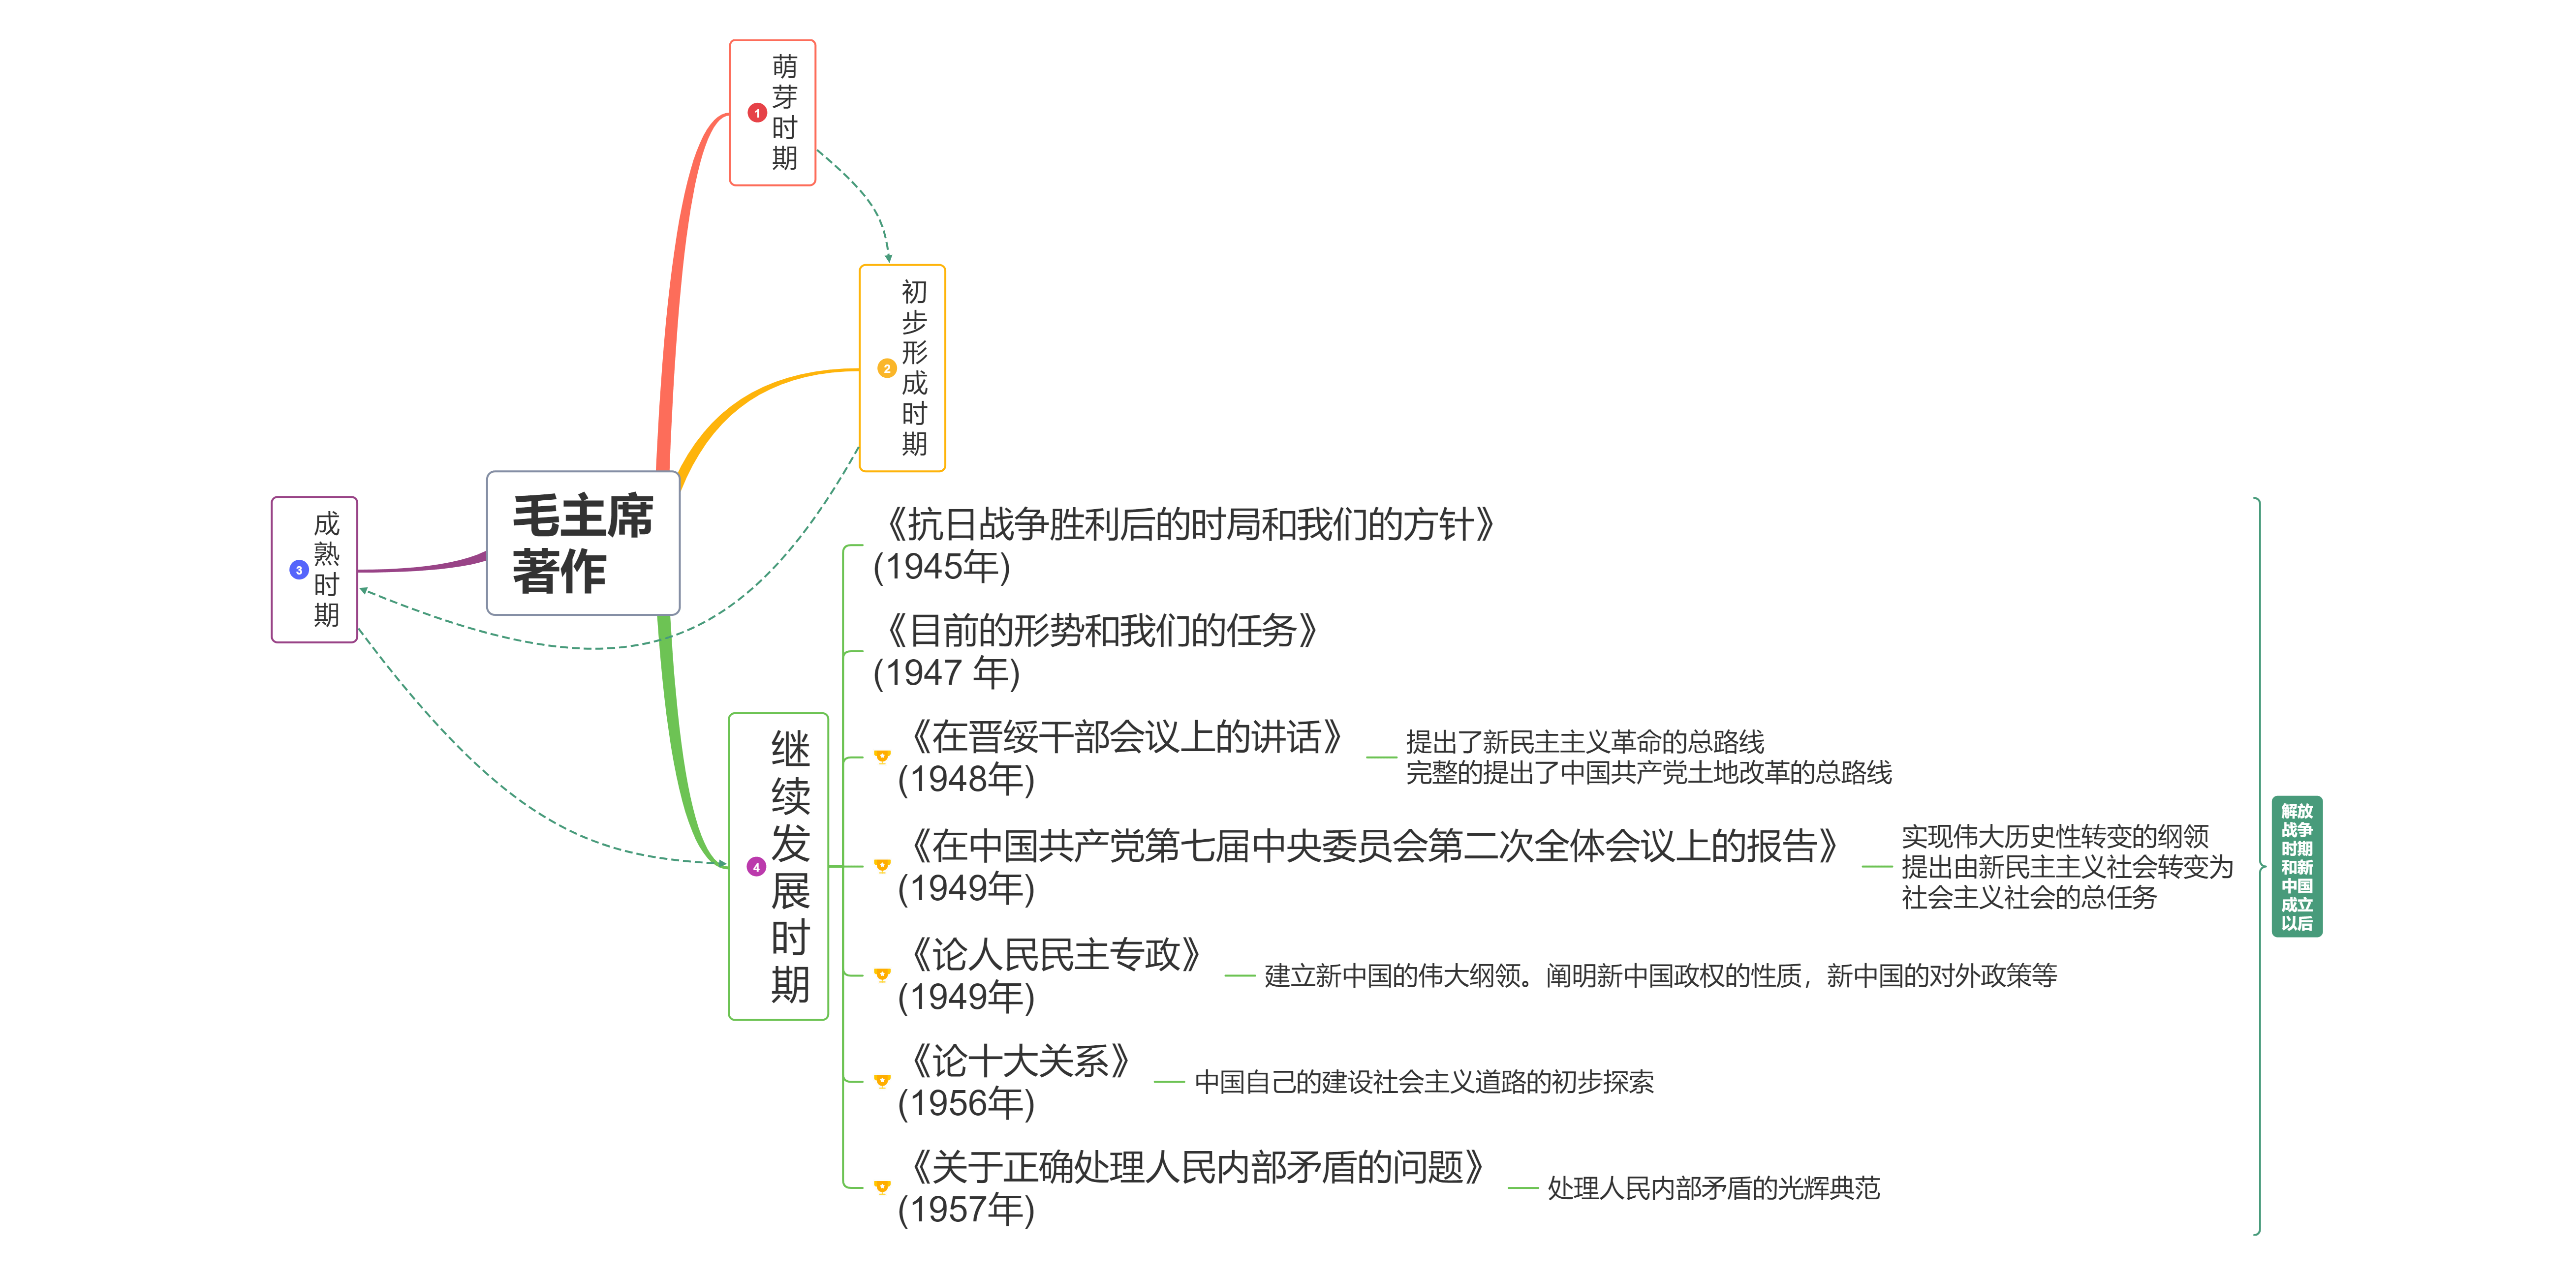 毛主席
著作
1
萌
芽
时
期
2
初
步
形
成
时
期
3
成
熟
时
期
4
继
续
发
展
时
期
《抗日战争胜利后的时局和我们的方针》
(1945年)
《目前的形势和我们的任务》
(1947 年)
《在晋绥干部会议上的讲话》
(1948年)
提出了新民主主义革命的总路线
完整的提出了中国共产党土地改革的总路线
《在中国共产党第七届中央委员会第二次全体会议上的报告》
(1949年)
实现伟大历史性转变的纲领
提出由新民主主义社会转变为
社会主义社会的总任务
《论人民民主专政》
(1949年)
建立新中国的伟大纲领。阐明新中国政权的性质，新中国的对外政策等
《论十大关系》
(1956年)
中国自己的建设社会主义道路的初步探索
《关于正确处理人民内部矛盾的问题》
(1957年)
处理人民内部矛盾的光辉典范
解放
战争
时期
和新
中国
成立
以后